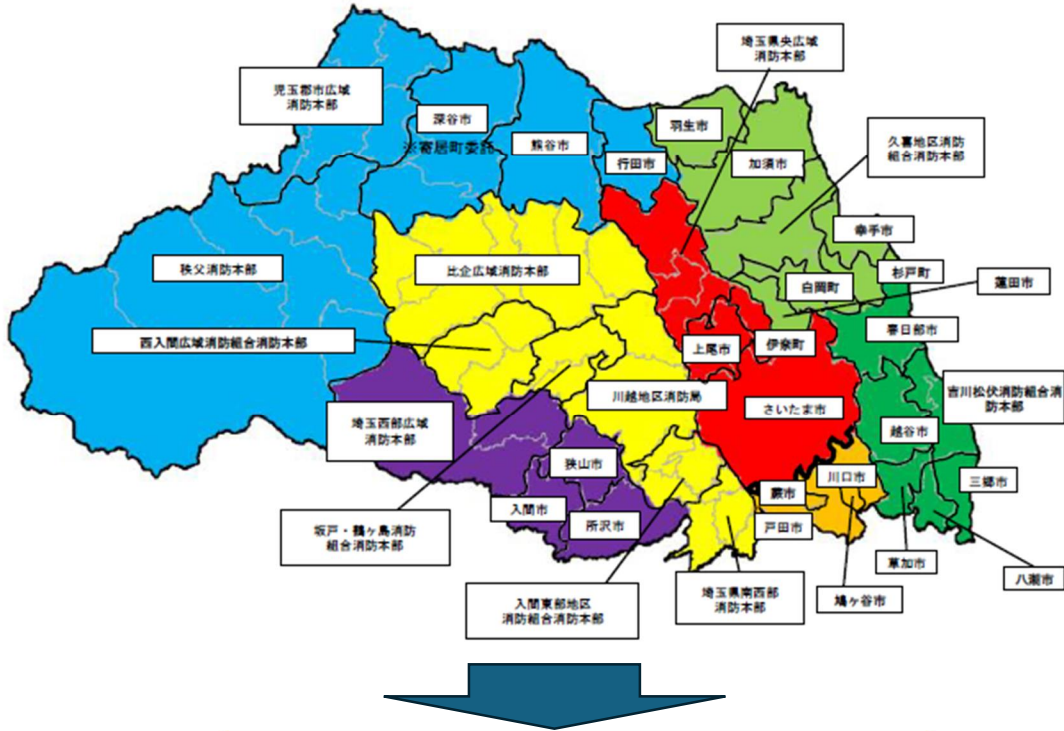 埼玉県央広域
消防本部
児玉郡市広域
消防本部
深谷市
※寄居町委託
熊谷市
行田市
羽生市
加須市
久喜地区消防
組合消防本部
幸手市
杉戸町
白岡町
蓮田市
秩父消防本部
比企広域消防本部
西入間広域消防組合消防本部
上尾市
伊奈町
春日部市
川越地区消防局
さいたま市
吉川松伏消防組合消
防本部
埼玉西部広域
消防本部
越谷市
狭山市
川口市
三郷市
入間市
所沢市
蕨市
戸田市
坂戸・鶴ヶ島消防
組合消防本部
草加市
八潮市
入間東部地区
消防組合消防本部
埼玉県南西部
消防本部
鳩ヶ谷市